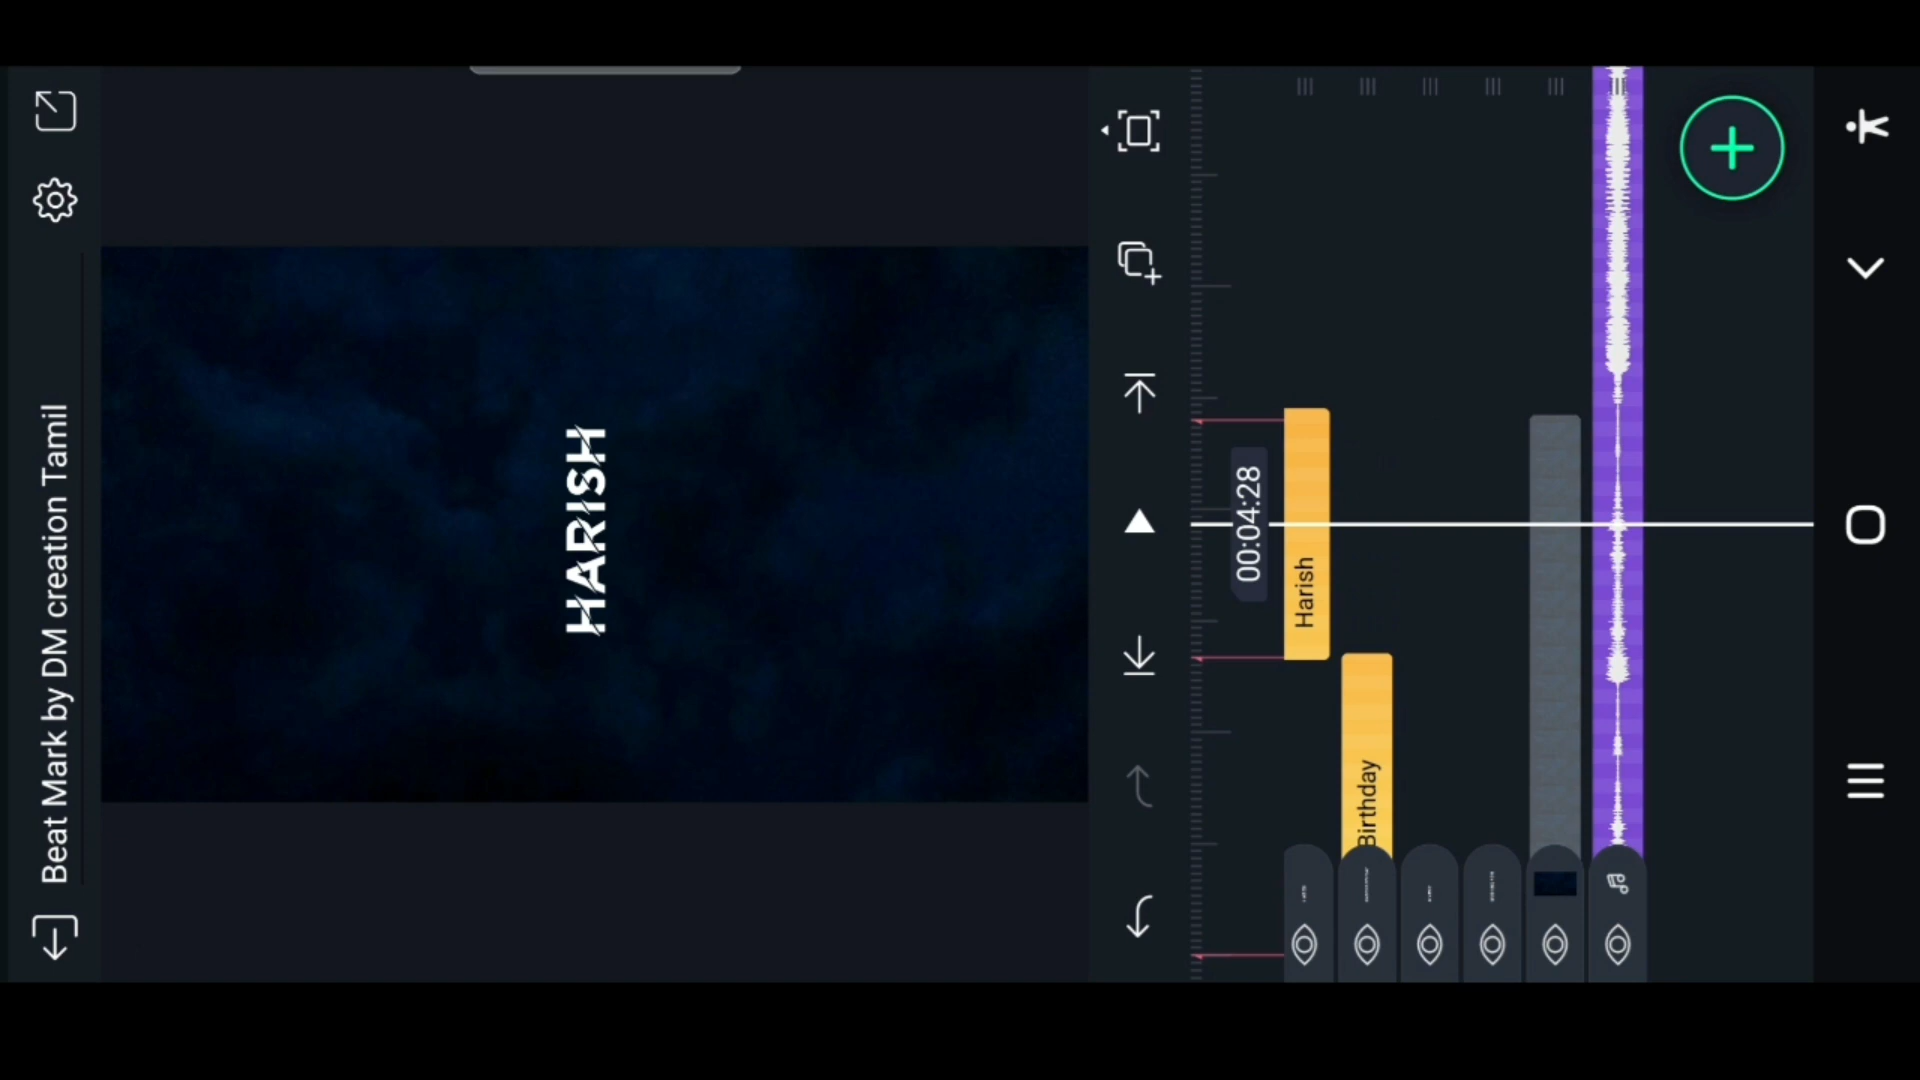 Beat Mark by DM creation Tamil
HARISH
00:04:28
Harish
Birthday